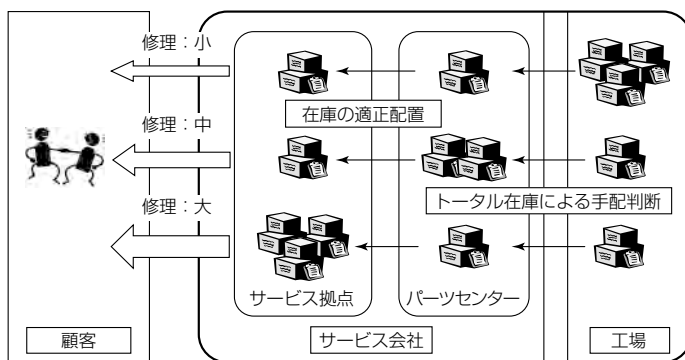 修理：小
在庫の適正配置
修理：中
トータル在庫による手配判断
修理：大
サービス拠点
パーツセンター
顧客
サービス会社
工場